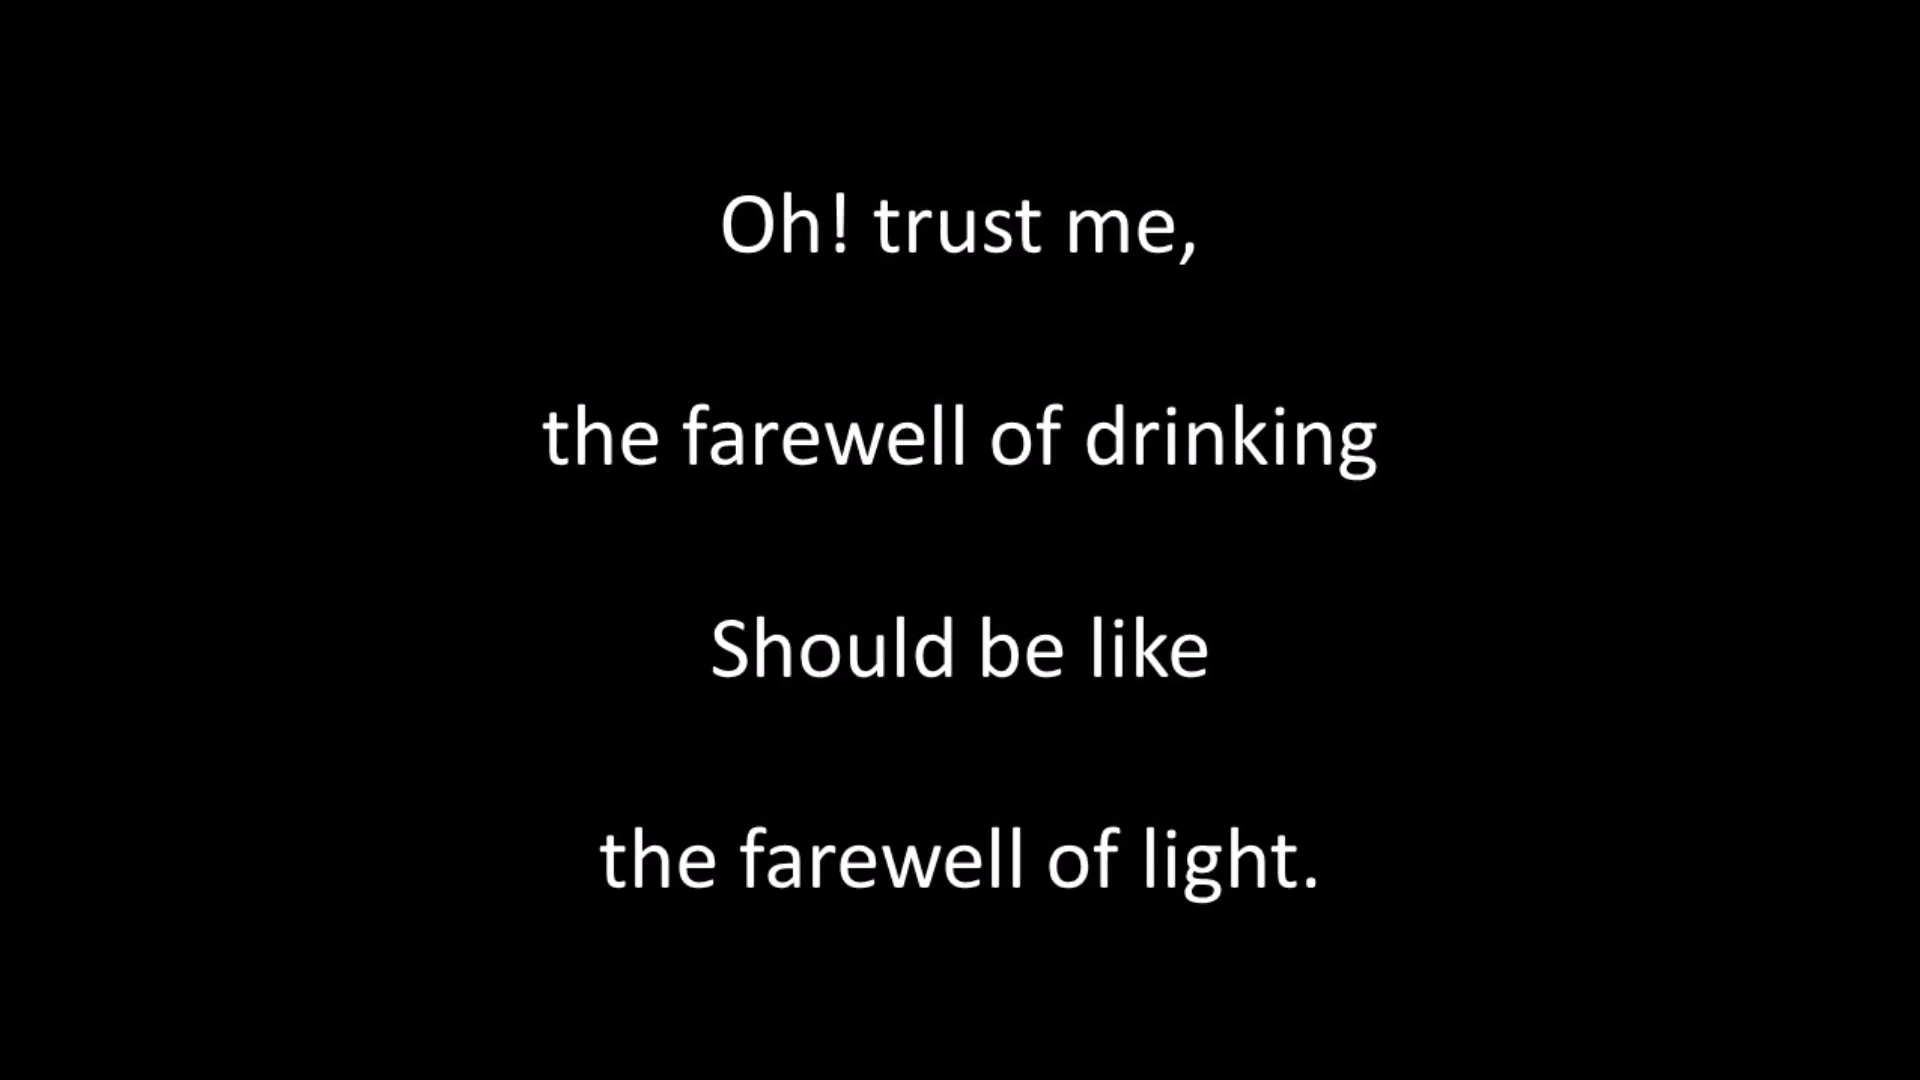 Oh! trust me,
the farewell of drinking
Should be like
the farewell of light.